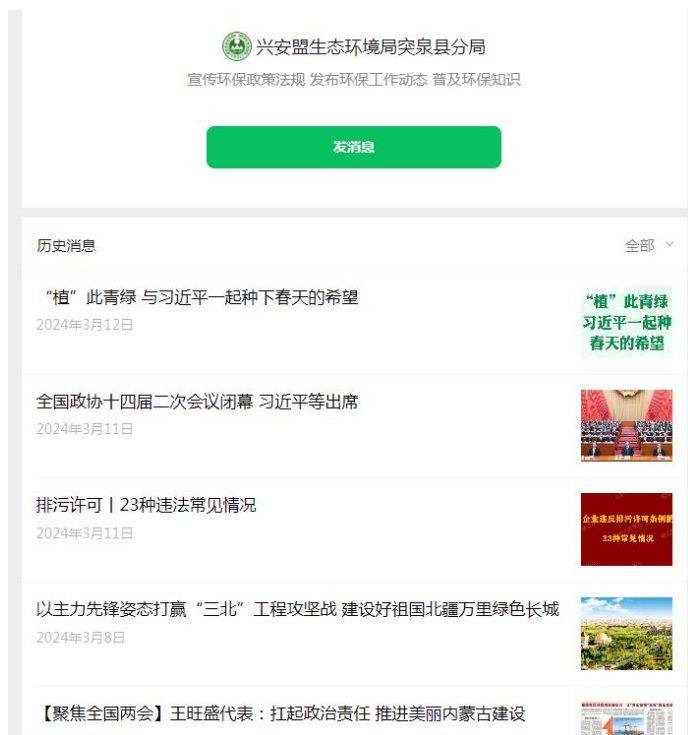 兴安盟生态环境局突泉县分局
宣传环保政策法规 发布环保工作动态 普及环保知识
发消息
历史消息
全部
“植”此青绿 与习近平一起种下春天的希望
2024年3月12日
“植”此青绿
习近平一起种
春天的希望
全国政协十四届二次会议闭幕 习近平等出席
2024年3月11日
排污许可丨23种违法常见情况
2024年3月11日
企业违反排污许可条例的
23种常见情况
以主力先锋姿态打赢“三北”工程攻坚战 建设好祖国北疆万里绿色长城
2024年3月8日
【聚焦全国两会】王旺盛代表：扛起政治责任 推进美丽内蒙古建设